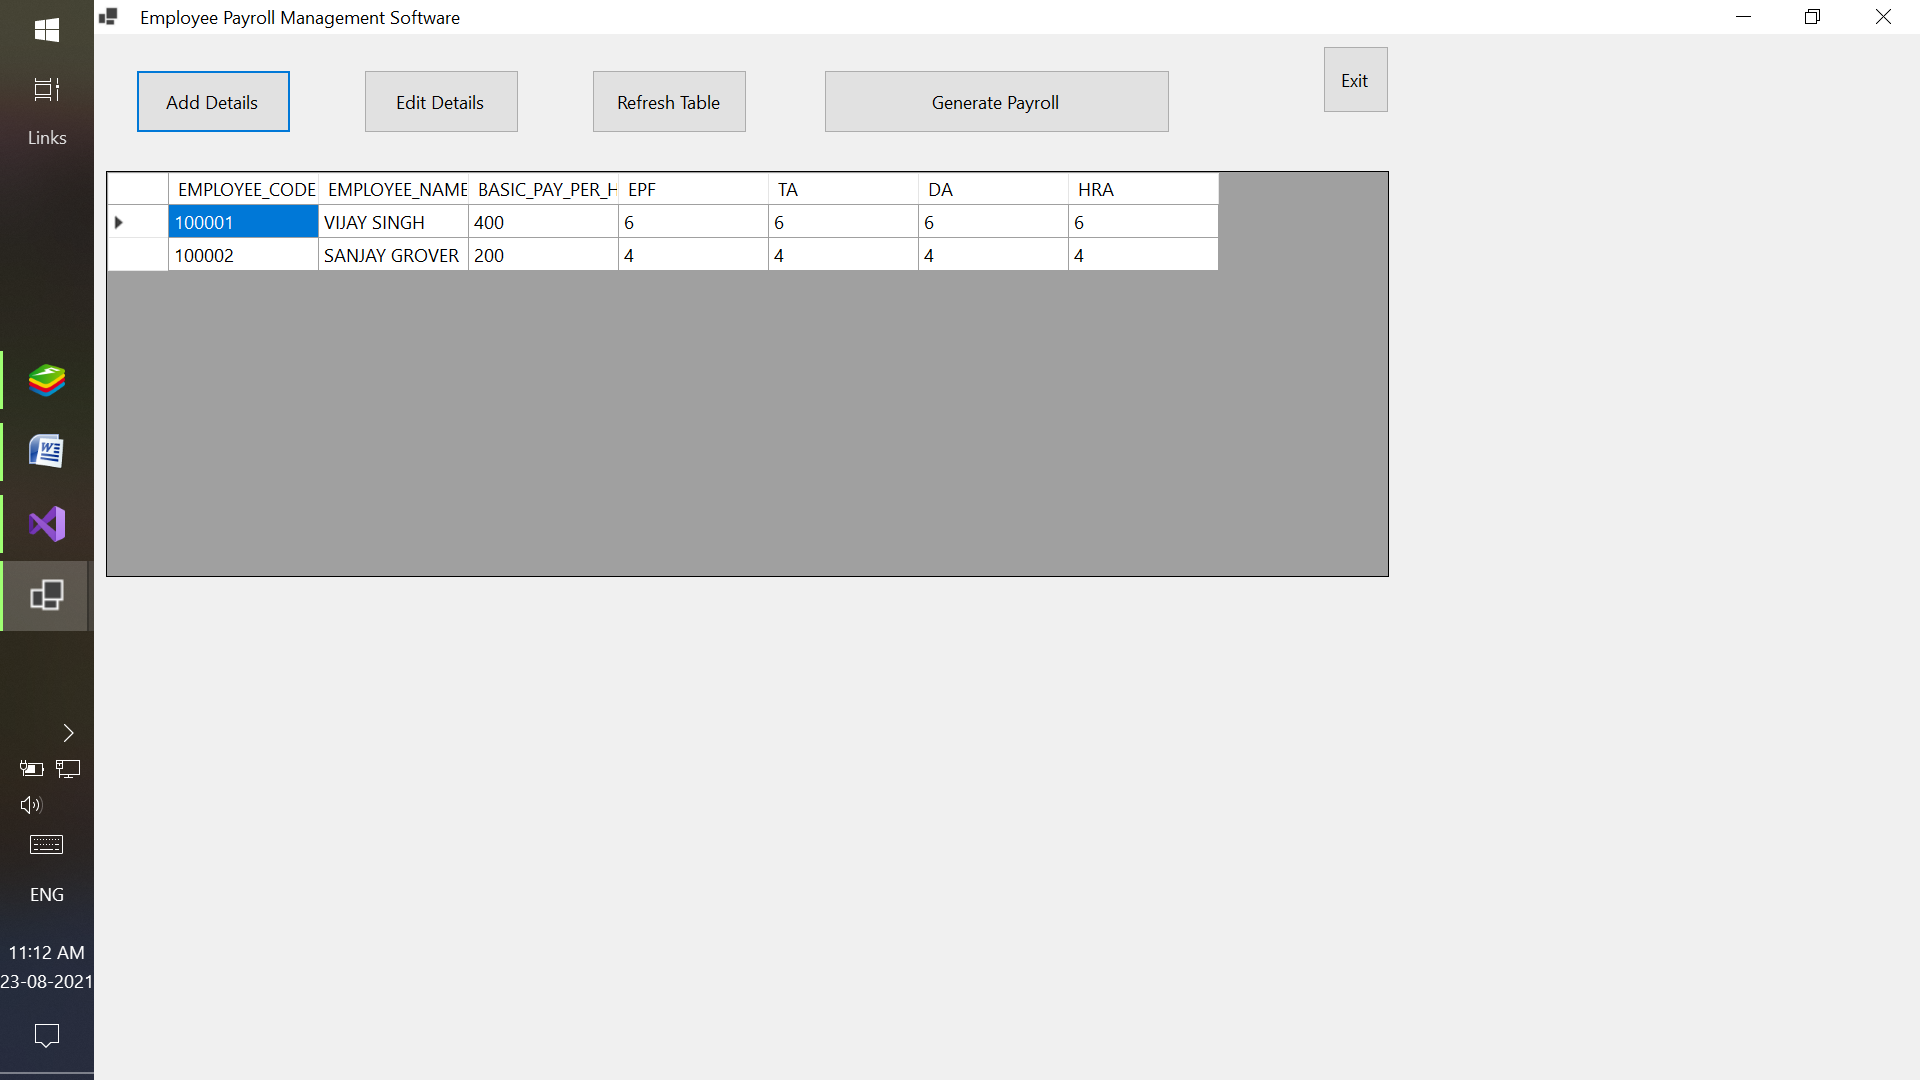 Employee Payroll Management Software
Add Details
Edit Details
Refresh Table
Generate Payroll
Exit
Links
EMPLOYEE_CODE EMPLOYEE_NAME BASIC_PAY_PER_H EPF TA DA HRA
100001 VIJAY SINGH 400 6 6 6 6
100002 SANJAY GROVER 200 4 4 4 4
ENG
11:12 AM
23-08-2021